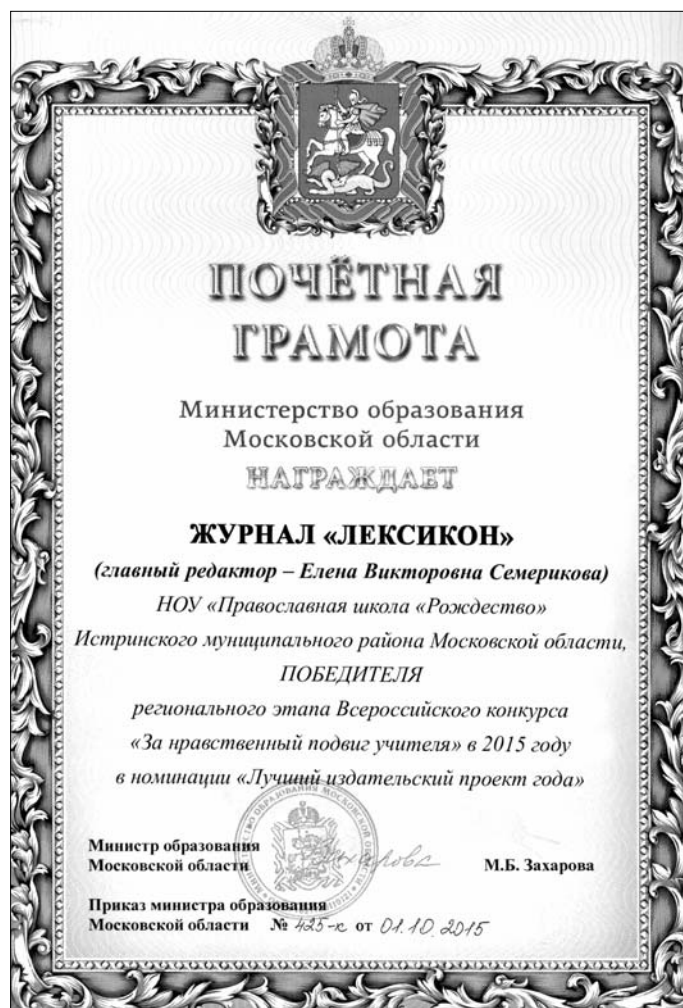 ПОЧЁТНАЯ
ГРАМОТА
Министерство образования
Московской области
НАГРАЖДАЕТ
ЖУРНАЛ «ЛЕКСИКОН»
(главный редактор – Елена Викторовна Семерикова)
НОУ «Православная школа «Рождество»
Истринского муниципального района Московской области,
ПОБЕДИТЕЛЯ
регионального этапа Всероссийского конкурса
«За нравственный подвиг учителя» в 2015 году
в номинации «Лучший издательский проект года»
Министр образования
Московской области М.Б. Захарова
Приказ министра образования
Московской области № 425-к от 01.10.2015